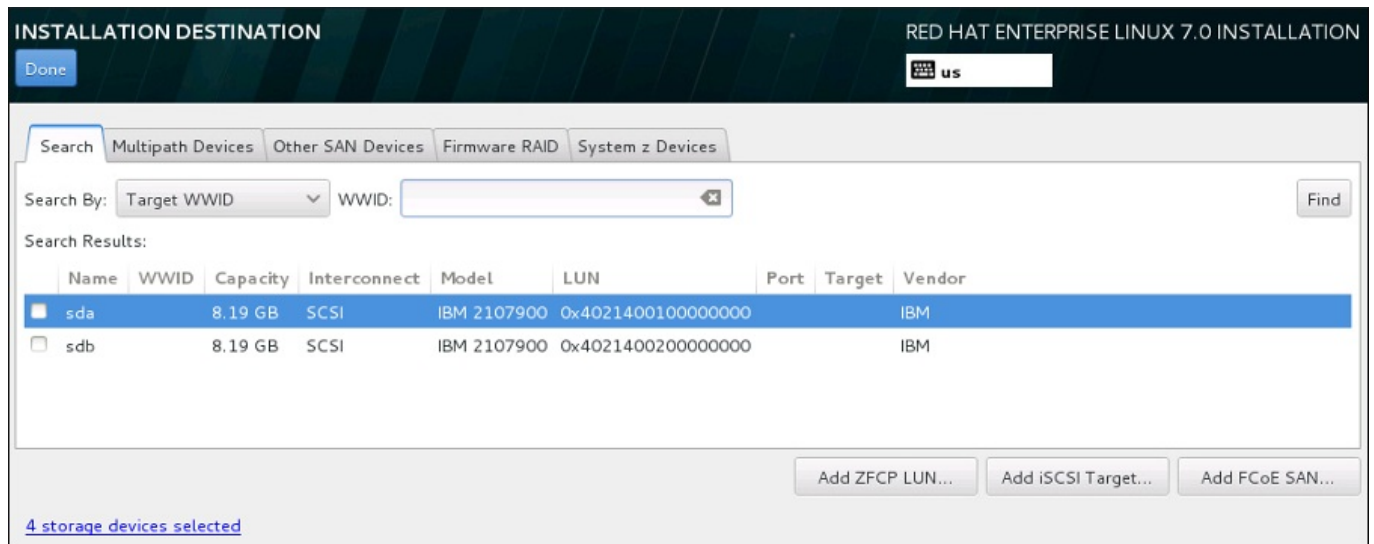 INSTALLATION DESTINATION
RED HAT ENTERPRISE LINUX 7.0 INSTALLATION
Done
us
Search Multipath Devices Other SAN Devices Firmware RAID System z Devices
Search By: Target WWID WWID: Find
Search Results:
Name WWID Capacity Interconnect Model LUN Port Target Vendor
sda 8.19 GB SCSI IBM 2107900 0x4021400100000000 IBM
sdb 8.19 GB SCSI IBM 2107900 0x4021400200000000 IBM
Add ZFCP LUN... Add iSCSI Target... Add FCoE SAN...
4 storage devices selected